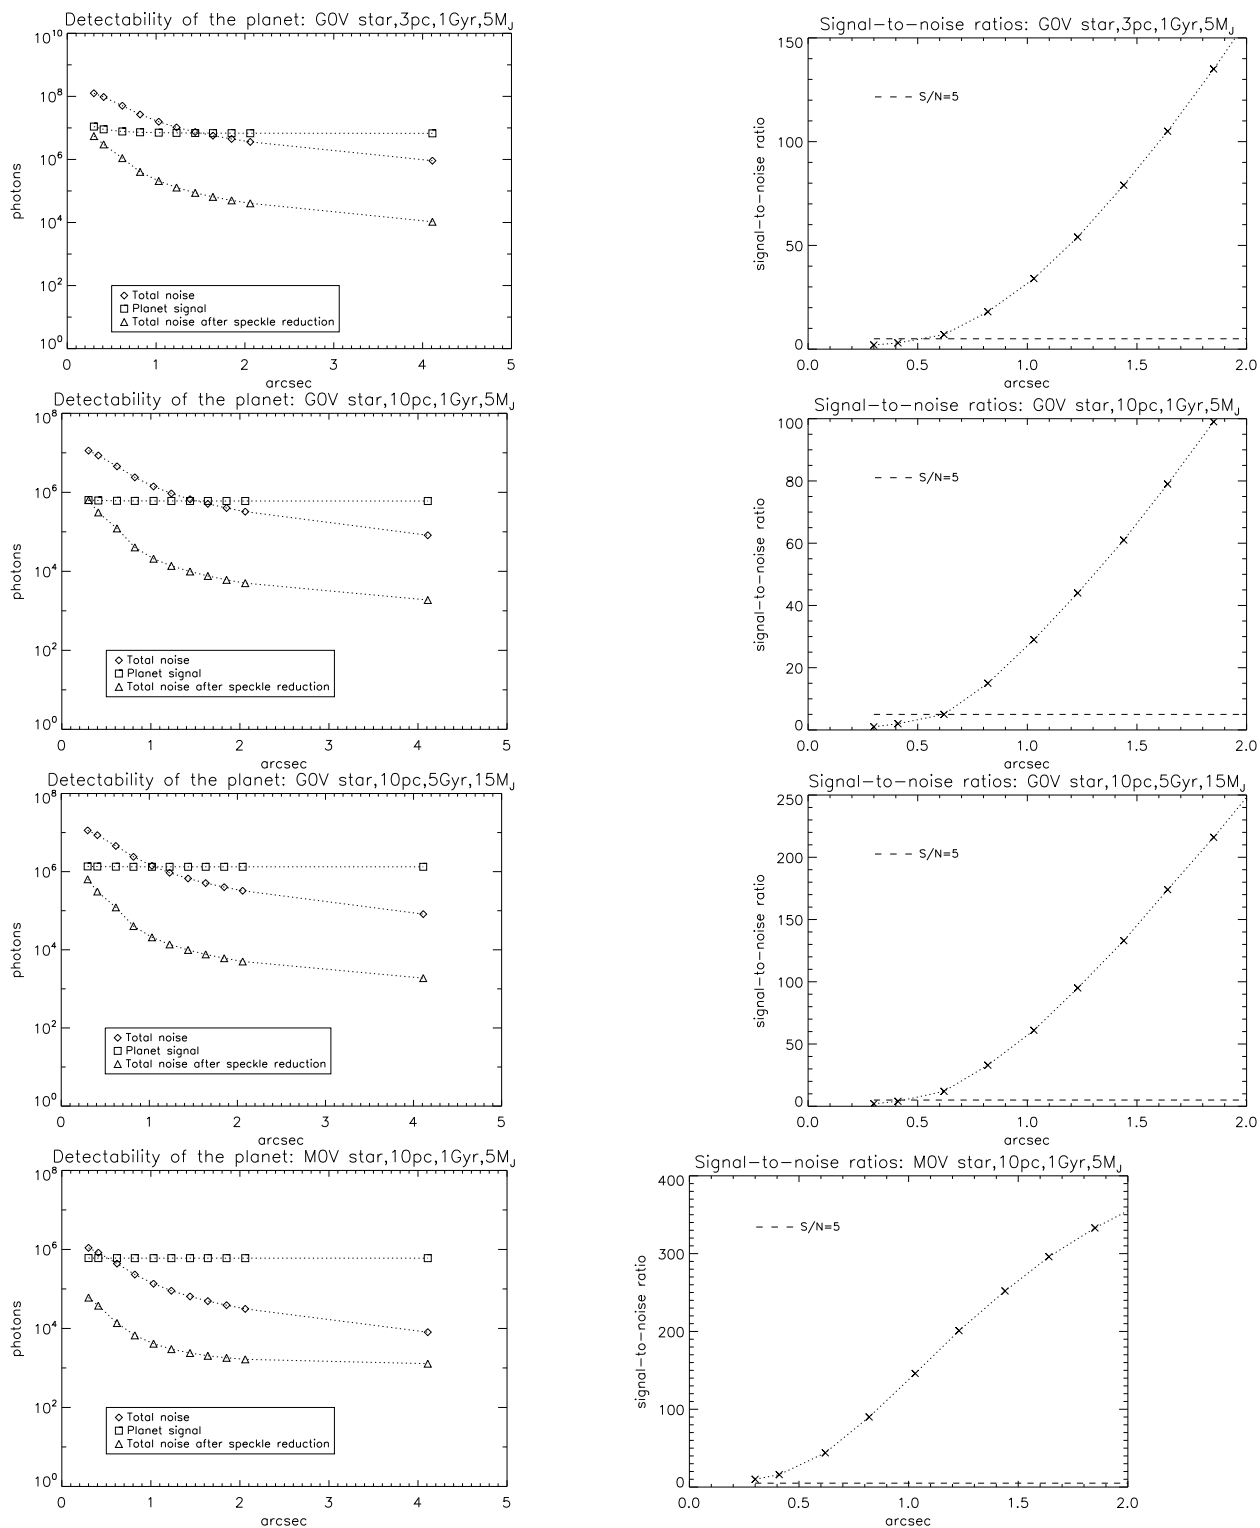 Detectability of the planet: G0V star,3pc,1Gyr,5M_J
10^10
10^8
10^6
10^4
10^2
10^0
photons
◇ Total noise
□ Planet signal
△ Total noise after speckle reduction
0 1 2 3 4 5
arcsec
Signal-to-noise ratios: G0V star,3pc,1Gyr,5M_J
150
100
50
0
signal-to-noise ratio
S/N=5
0.0 0.5 1.0 1.5 2.0
arcsec
Detectability of the planet: G0V star,10pc,1Gyr,5M_J
10^8
10^6
10^4
10^2
10^0
photons
◇ Total noise
□ Planet signal
△ Total noise after speckle reduction
0 1 2 3 4 5
arcsec
Signal-to-noise ratios: G0V star,10pc,1Gyr,5M_J
100
80
60
40
20
0
signal-to-noise ratio
S/N=5
0.0 0.5 1.0 1.5 2.0
arcsec
Detectability of the planet: G0V star,10pc,5Gyr,15M_J
10^8
10^6
10^4
10^2
10^0
photons
◇ Total noise
□ Planet signal
△ Total noise after speckle reduction
0 1 2 3 4 5
arcsec
Signal-to-noise ratios: G0V star,10pc,5Gyr,15M_J
250
200
150
100
50
0
signal-to-noise ratio
S/N=5
0.0 0.5 1.0 1.5 2.0
arcsec
Detectability of the planet: M0V star,10pc,1Gyr,5M_J
10^8
10^6
10^4
10^2
10^0
photons
◇ Total noise
□ Planet signal
△ Total noise after speckle reduction
0 1 2 3 4 5
arcsec
Signal-to-noise ratios: M0V star,10pc,1Gyr,5M_J
400
300
200
100
0
signal-to-noise ratio
S/N=5
0.0 0.5 1.0 1.5 2.0
arcsec